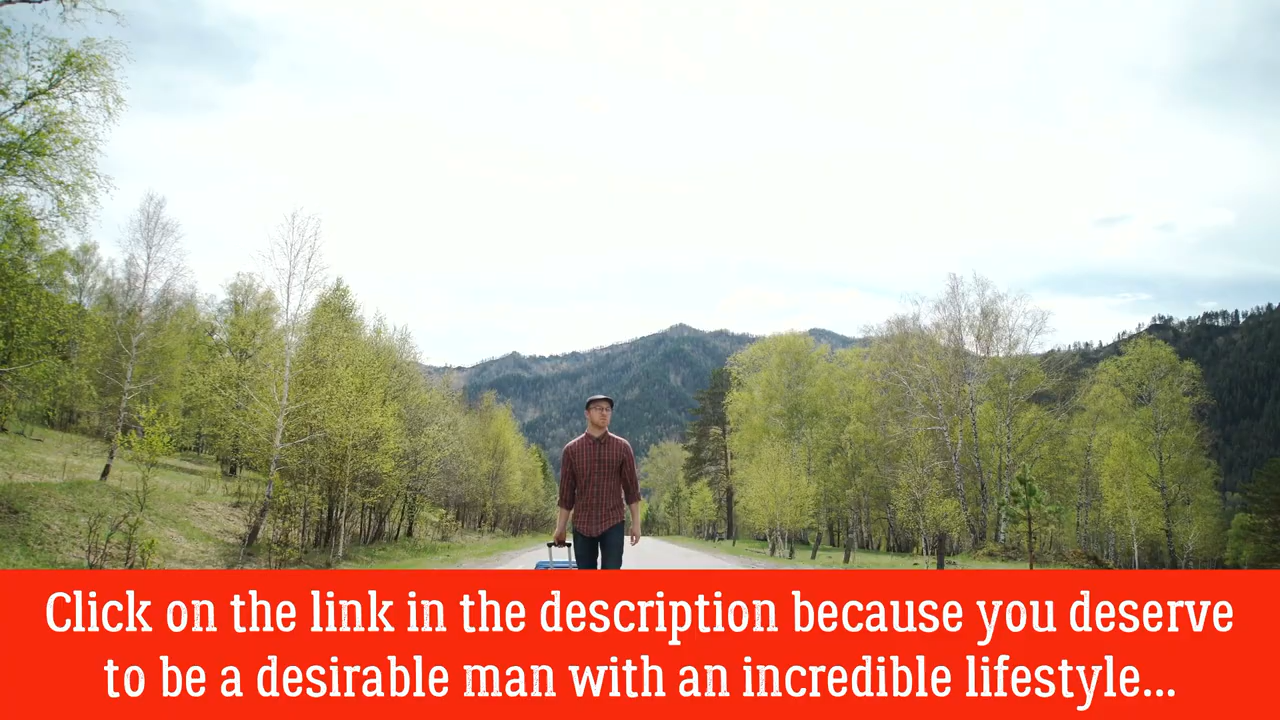 Click on the link in the description because you deserve
to be a desirable man with an incredible lifestyle...